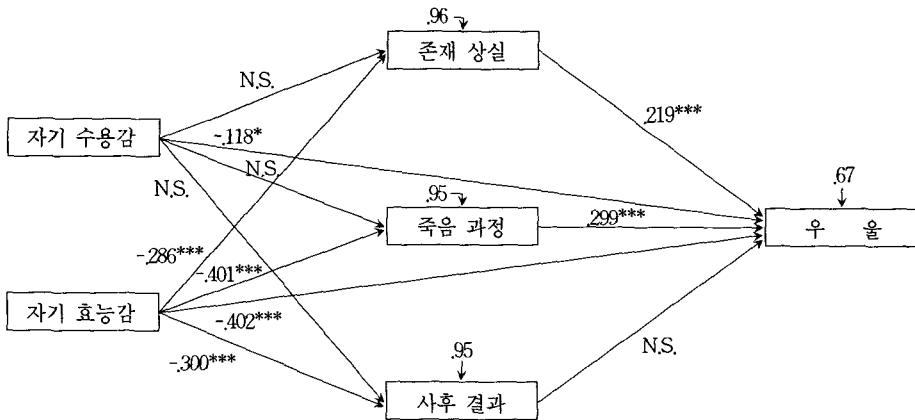 .96
존재 상실
N.S.
.219***
자기 수용감
-.118*
N.S.
N.S.
.95
.67
죽음 과정
.299***
우 울
-.286***
-.401***
자기 효능감
-.402***
.95
N.S.
-.300***
사후 결과